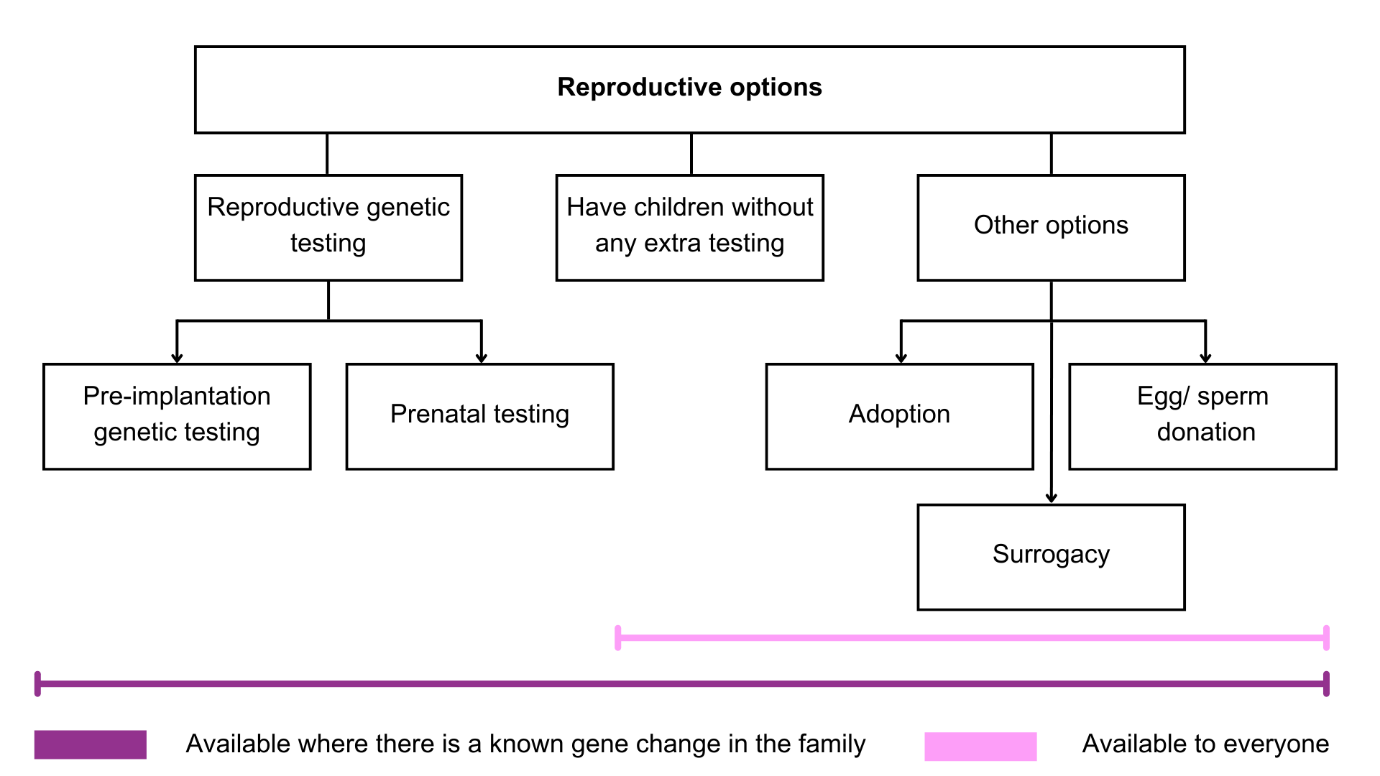 Reproductive options
Reproductive genetic
testing
Have children without
any extra testing
Other options
Pre-implantation
genetic testing
Prenatal testing
Adoption
Egg/ sperm
donation
Surrogacy
Available where there is a known gene change in the family
Available to everyone